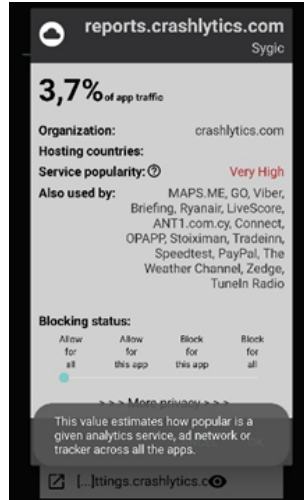 reports.crashlytics.com
Sygic
3,7% of app traffic
Organization: crashlytics.com
Hosting countries:
Service popularity: Very High
Also used by: MAPS.ME, GO, Viber,
Briefing, Ryanair, LiveScore,
ANT1.com.cy, Connect,
OPAPP, Stoiximan, Tradeinn,
Speedtest, PayPal, The
Weather Channel, Zedge,
TuneIn Radio
Blocking status:
Allow for all
Allow for this app
Block for this app
Block for all
> > > More privacy > > >
This value estimates how popular is a
given analytics service, ad network or
tracker across all the apps.
[...]ttings.crashlytics.c